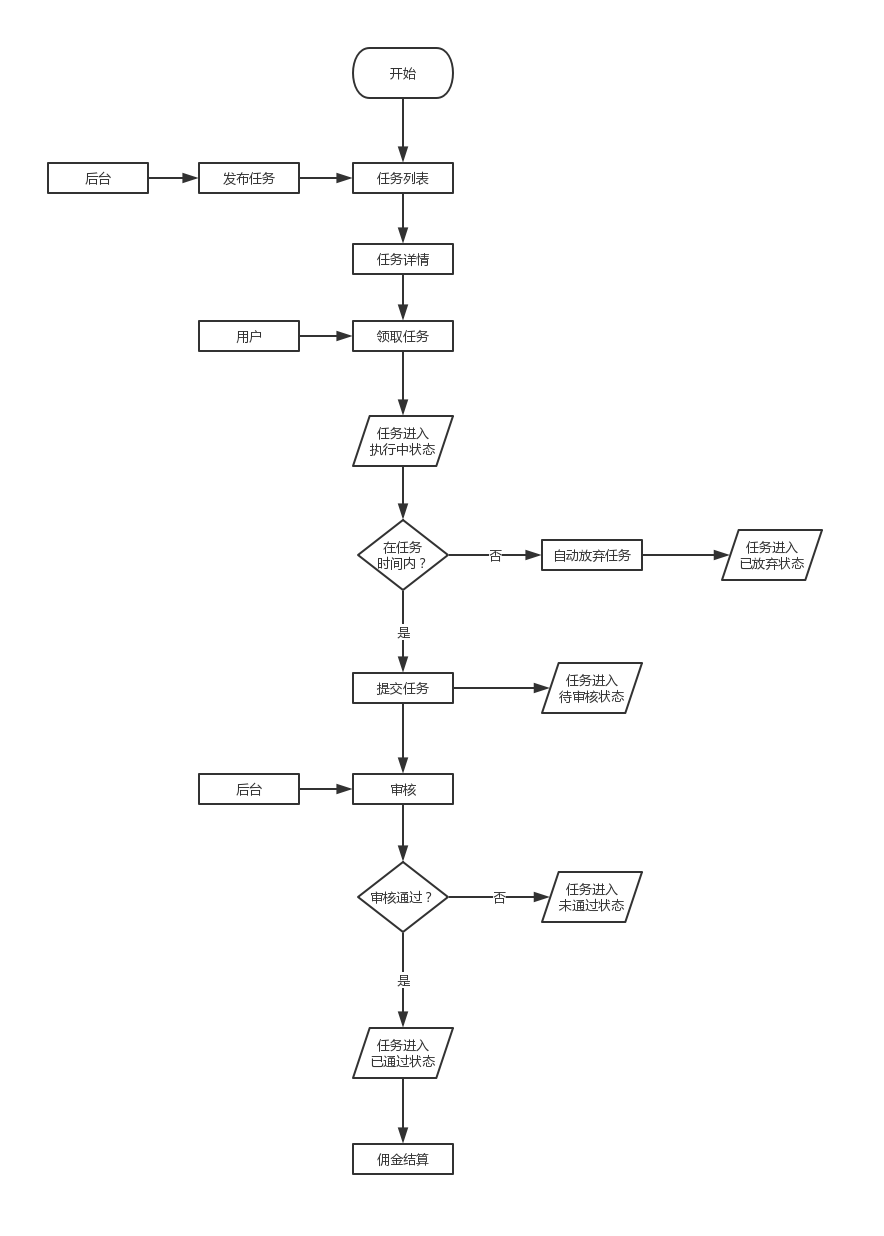 开始
后台
发布任务
任务列表
任务详情
用户
领取任务
任务进入
执行中状态
在任务
时间内？
否
自动放弃任务
任务进入
已放弃状态
是
提交任务
任务进入
待审核状态
后台
审核
审核通过？
否
任务进入
未通过状态
是
任务进入
已通过状态
佣金结算